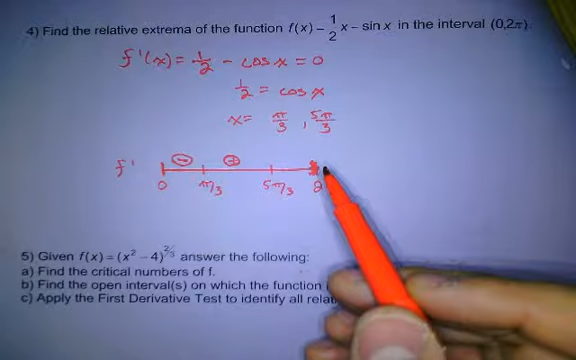 4) Find the relative extrema of the function f(x) – 1/2 x – sin x in the interval (0,2π).
f'(x) = 1/2 - cos x = 0
1/2 = cos x
x = π/3 , 5π/3
f' ⊖ ⊕
0 π/3 5π/3 2
5) Given f(x) = (x² – 4)^(2/3) answer the following:
a) Find the critical numbers of f.
b) Find the open interval(s) on which the function
c) Apply the First Derivative Test to identify all